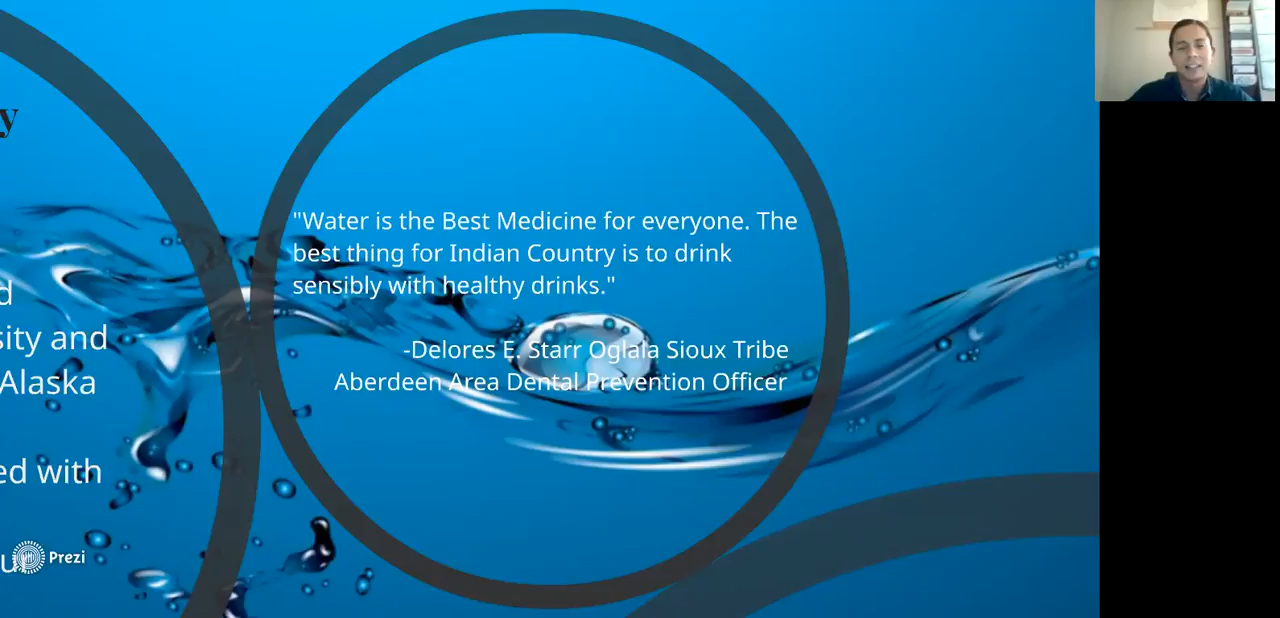 y
"Water is the Best Medicine for everyone. The
best thing for Indian Country is to drink
sensibly with healthy drinks."
-Delores E. Starr Oglala Sioux Tribe
Aberdeen Area Dental Prevention Officer
d
sity and
Alaska
ed with
u
Prezi